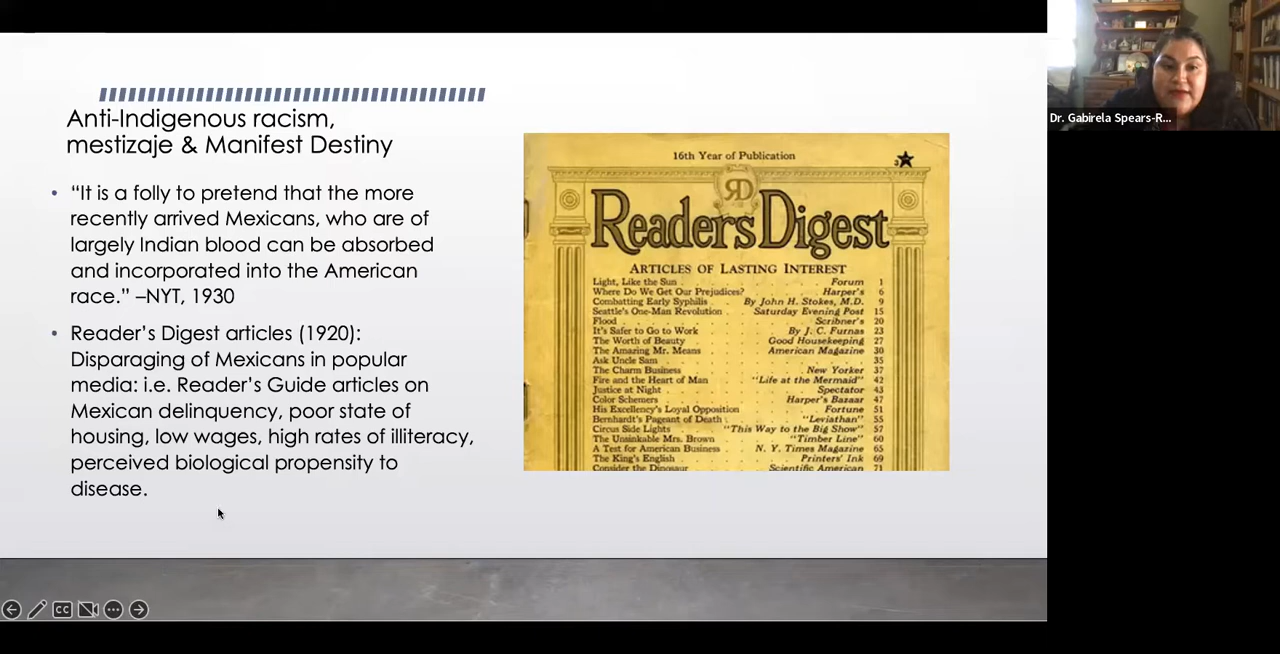 Anti-Indigenous racism,
mestizaje & Manifest Destiny
• “It is a folly to pretend that the more
recently arrived Mexicans, who are of
largely Indian blood can be absorbed
and incorporated into the American
race.” –NYT, 1930
• Reader’s Digest articles (1920):
Disparaging of Mexicans in popular
media: i.e. Reader’s Guide articles on
Mexican delinquency, poor state of
housing, low wages, high rates of illiteracy,
perceived biological propensity to
disease.
16th Year of Publication
3
RD
Readers Digest
ARTICLES OF LASTING INTEREST
Light, Like the Sun . . . . . Forum 1
Where Do We Get Our Prejudices? . . Harper's 6
Combatting Early Syphilis . . By John H. Stokes, M.D. 9
Seattle's One-Man Revolution . . Saturday Evening Post 15
Flood . . . . . . Scribner's 20
It's Safer to Go to Work . . . By J. C. Furnas 23
The Worth of Beauty . . . Good Housekeeping 27
The Amazing Mr. Means . . . American Magazine 30
Ask Uncle Sam . . . . . . 35
The Charm Business . . . . New Yorker 37
Fire and the Heart of Man . . "Life at the Mermaid" 42
Justice at Night . . . . . Spectator 43
Color Schemers . . . . Harper's Bazaar 47
His Excellency's Loyal Opposition . . . Fortune 51
Bernhardt's Pageant of Death . . . "Leviathan" 55
Circus Side Lights . . "This Way to the Big Show" 57
The Unsinkable Mrs. Brown . . . "Timber Line" 60
A Test for American Business . . N. Y. Times Magazine 65
The King's English . . . . Printers' Ink 69
Consider the Dinosaur . . . Scientific American 71
CC
Dr. Gabirela Spears-R...